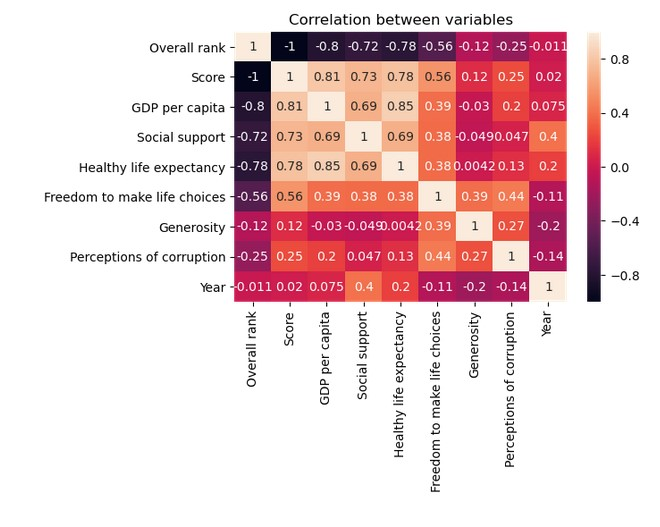 Correlation between variables
Overall rank 1 -1 -0.8 -0.72 -0.78 -0.56 -0.12 -0.25 -0.011
Score -1 1 0.81 0.73 0.78 0.56 0.12 0.25 0.02
GDP per capita -0.8 0.81 1 0.69 0.85 0.39 -0.03 0.2 0.075
Social support -0.72 0.73 0.69 1 0.69 0.38 -0.049 0.047 0.4
Healthy life expectancy -0.78 0.78 0.85 0.69 1 0.38 0.0042 0.13 0.2
Freedom to make life choices -0.56 0.56 0.39 0.38 0.38 1 0.39 0.44 -0.11
Generosity -0.12 0.12 -0.03 -0.049 0.0042 0.39 1 0.27 -0.2
Perceptions of corruption -0.25 0.25 0.2 0.047 0.13 0.44 0.27 1 -0.14
Year -0.011 0.02 0.075 0.4 0.2 -0.11 -0.2 -0.14 1
Overall rank
Score
GDP per capita
Social support
Healthy life expectancy
Freedom to make life choices
Generosity
Perceptions of corruption
Year
0.8
0.4
0.0
−0.4
−0.8